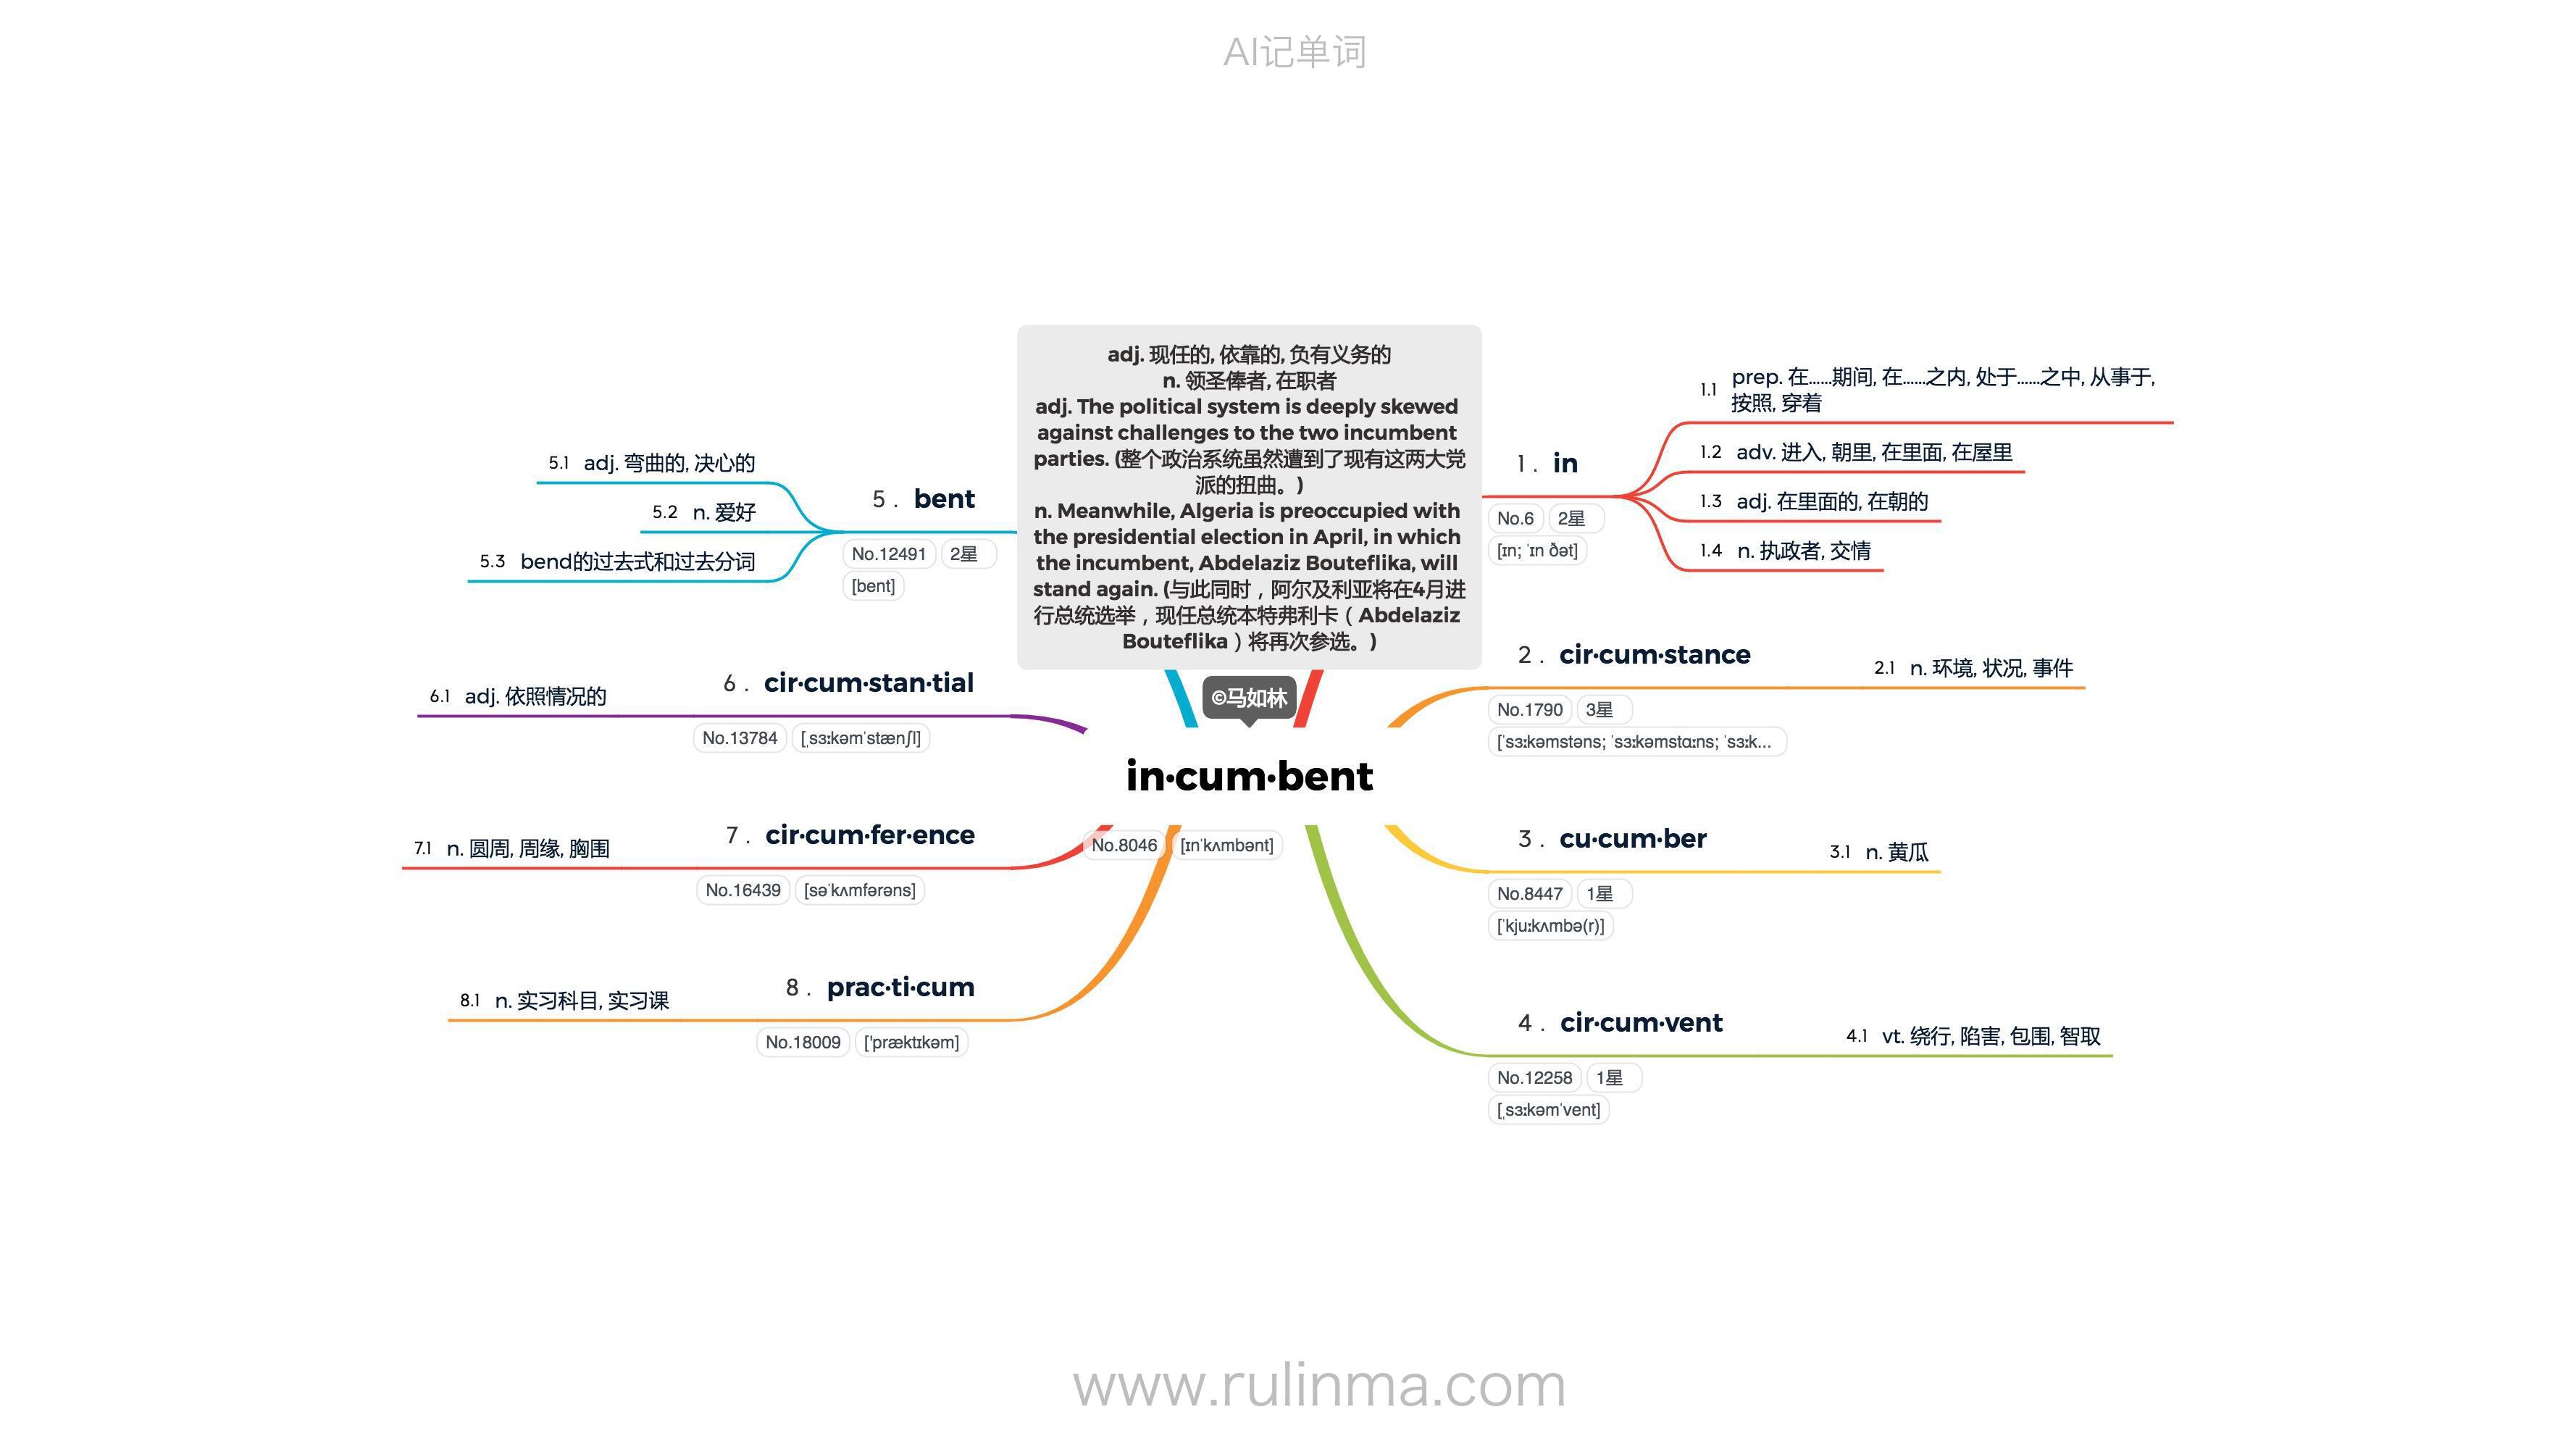 AI记单词
adj. 现任的, 依靠的, 负有义务的
n. 领圣俸者, 在职者
adj. The political system is deeply skewed
against challenges to the two incumbent
parties. (整个政治系统虽然遭到了现有这两大党
派的扭曲。)
n. Meanwhile, Algeria is preoccupied with
the presidential election in April, in which
the incumbent, Abdelaziz Bouteflika, will
stand again. (与此同时，阿尔及利亚将在4月进
行总统选举，现任总统本特弗利卡（Abdelaziz
Bouteflika）将再次参选。)
©马如林
in·cum·bent
No.8046 [ɪnˈkʌmbənt]
1 . in
No.6 2星
[ɪn; ˈɪn ðət]
1.1 prep. 在......期间, 在......之内, 处于......之中, 从事于,
按照, 穿着
1.2 adv. 进入, 朝里, 在里面, 在屋里
1.3 adj. 在里面的, 在朝的
1.4 n. 执政者, 交情
2 . cir·cum·stance
No.1790 3星
[ˈsɜːkəmstəns; ˈsɜːkəmstɑːns; ˈsɜːk...
2.1 n. 环境, 状况, 事件
3 . cu·cum·ber
No.8447 1星
[ˈkjuːkʌmbə(r)]
3.1 n. 黄瓜
4 . cir·cum·vent
No.12258 1星
[ˌsɜːkəmˈvent]
4.1 vt. 绕行, 陷害, 包围, 智取
5 . bent
No.12491 2星
[bent]
5.1 adj. 弯曲的, 决心的
5.2 n. 爱好
5.3 bend的过去式和过去分词
6 . cir·cum·stan·tial
No.13784 [ˌsɜːkəmˈstænʃl]
6.1 adj. 依照情况的
7 . cir·cum·fer·ence
No.16439 [səˈkʌmfərəns]
7.1 n. 圆周, 周缘, 胸围
8 . prac·ti·cum
No.18009 ['præktɪkəm]
8.1 n. 实习科目, 实习课
www.rulinma.com